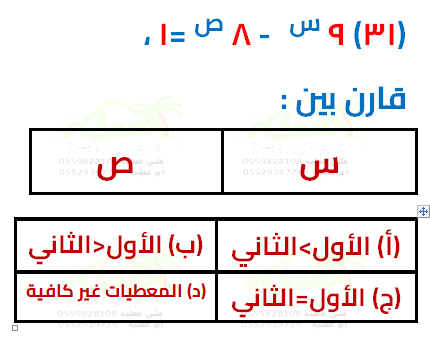 (٣١) ٩ س - ٨ ص =١ ،
قارن بين :
س ص
(أ) الأول<الثاني (ب) الأول>الثاني
(ج) الأول=الثاني (د) المعطيات غير كافية